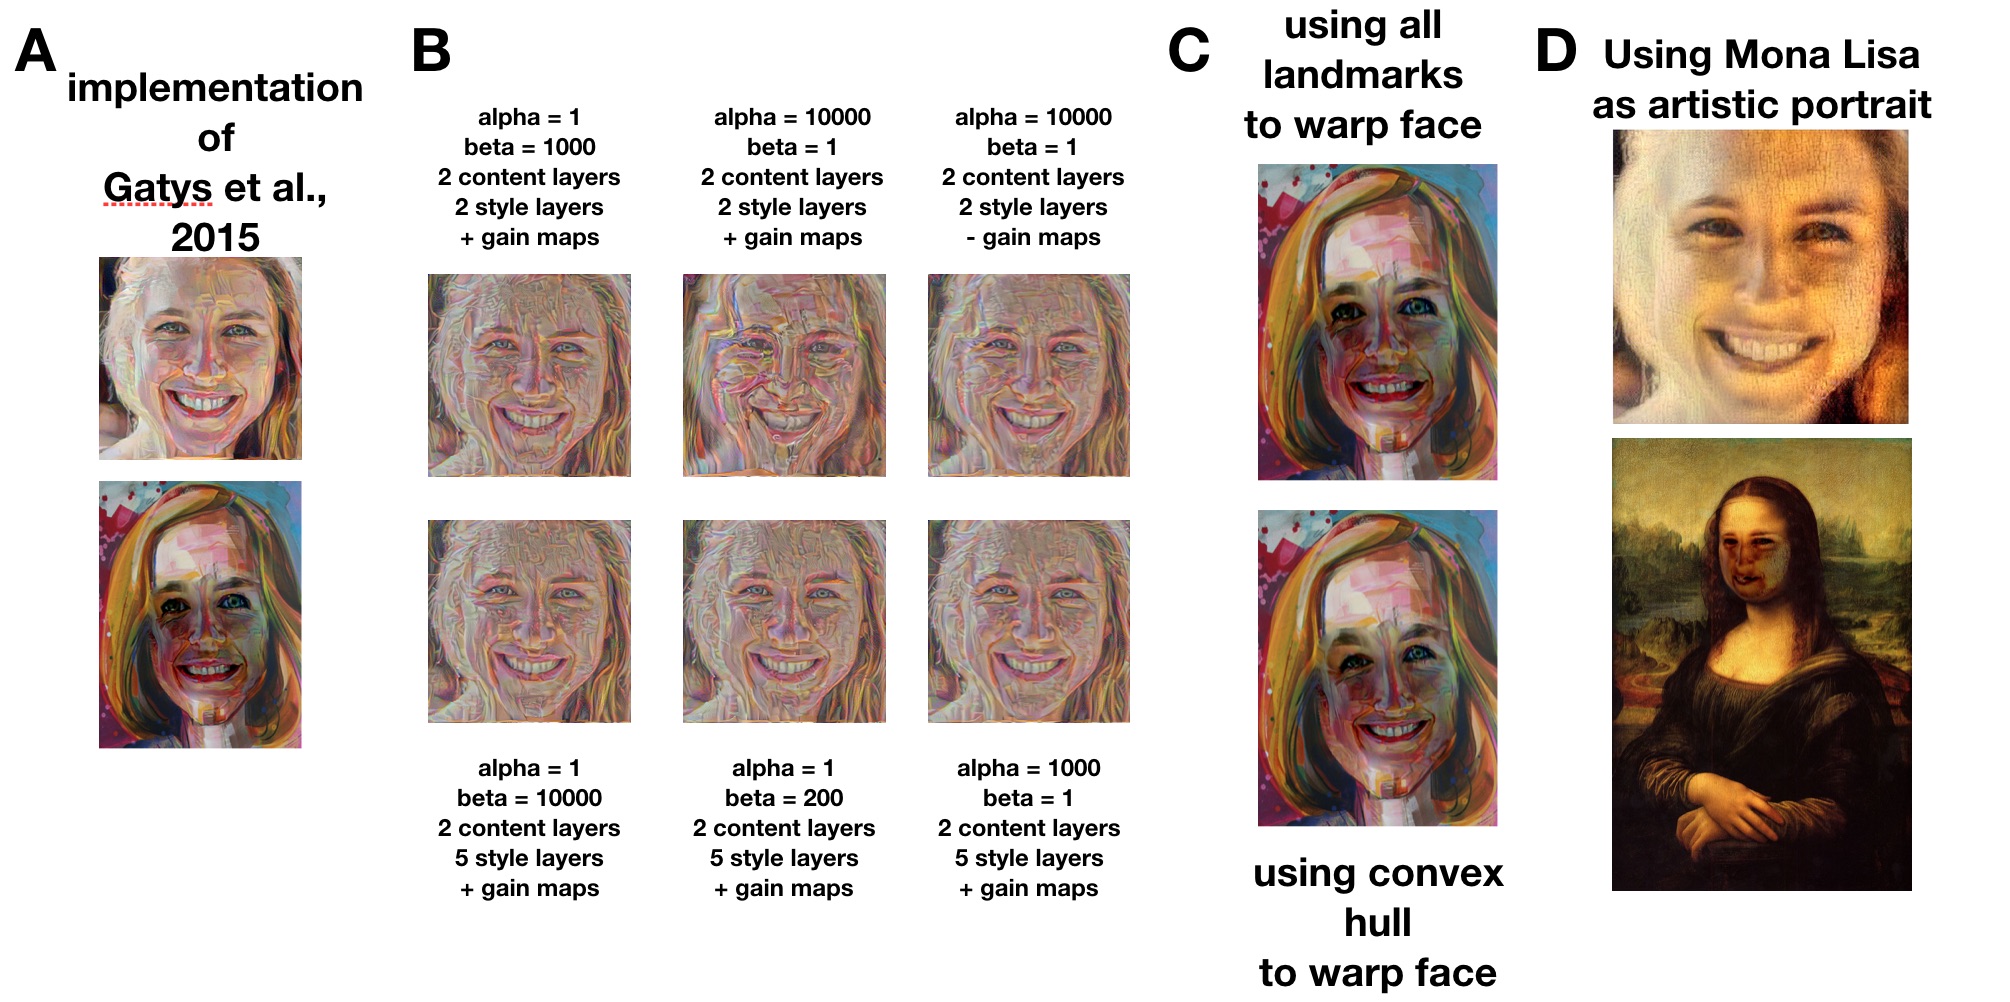 A
implementation
of
Gatys et al.,
2015
B
alpha = 1
beta = 1000
2 content layers
2 style layers
+ gain maps
alpha = 10000
beta = 1
2 content layers
2 style layers
+ gain maps
alpha = 10000
beta = 1
2 content layers
2 style layers
- gain maps
alpha = 1
beta = 10000
2 content layers
5 style layers
+ gain maps
alpha = 1
beta = 200
2 content layers
5 style layers
+ gain maps
alpha = 1000
beta = 1
2 content layers
5 style layers
+ gain maps
C
using all
landmarks
to warp face
using convex
hull
to warp face
D
Using Mona Lisa
as artistic portrait